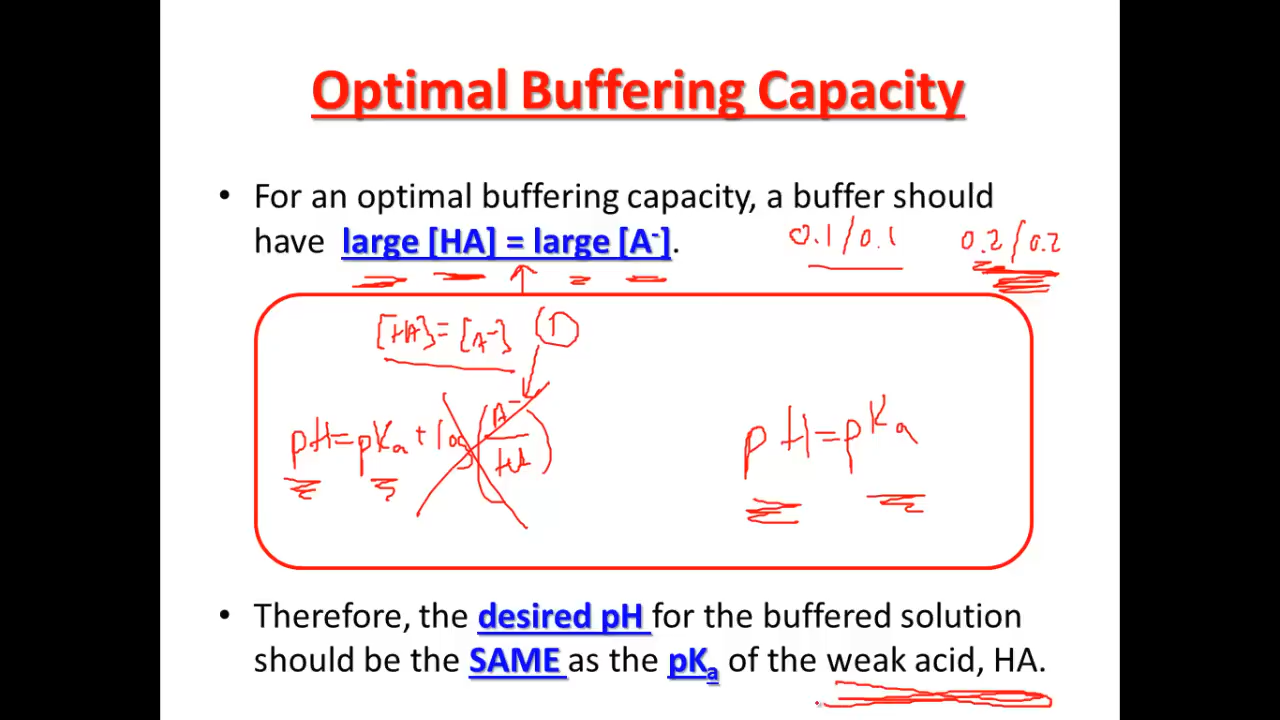 Optimal Buffering Capacity
• For an optimal buffering capacity, a buffer should
have large [HA] = large [A⁻].
0.1/0.1 0.2/0.2
[HA] = [A⁻] 1
pH = pKₐ + log (A⁻/HA)
pH = pKₐ
• Therefore, the desired pH for the buffered solution
should be the SAME as the pKₐ of the weak acid, HA.